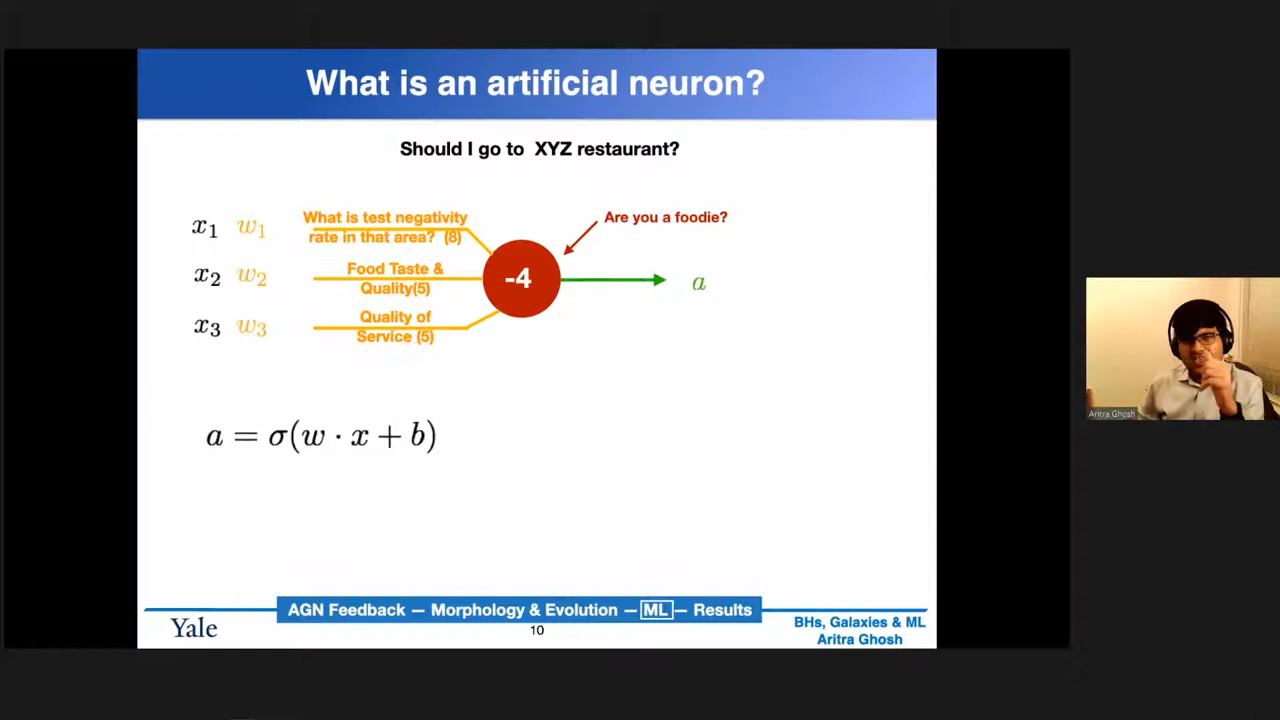 What is an artificial neuron?
Should I go to XYZ restaurant?
x₁ w₁
What is test negativity
rate in that area? (8)
Are you a foodie?
x₂ w₂
Food Taste &
Quality(5)
-4
a
x₃ w₃
Quality of
Service (5)
a = σ(w · x + b)
AGN Feedback — Morphology & Evolution — ML — Results
Yale
10
BHs, Galaxies & ML
Aritra Ghosh
Aritra Ghosh